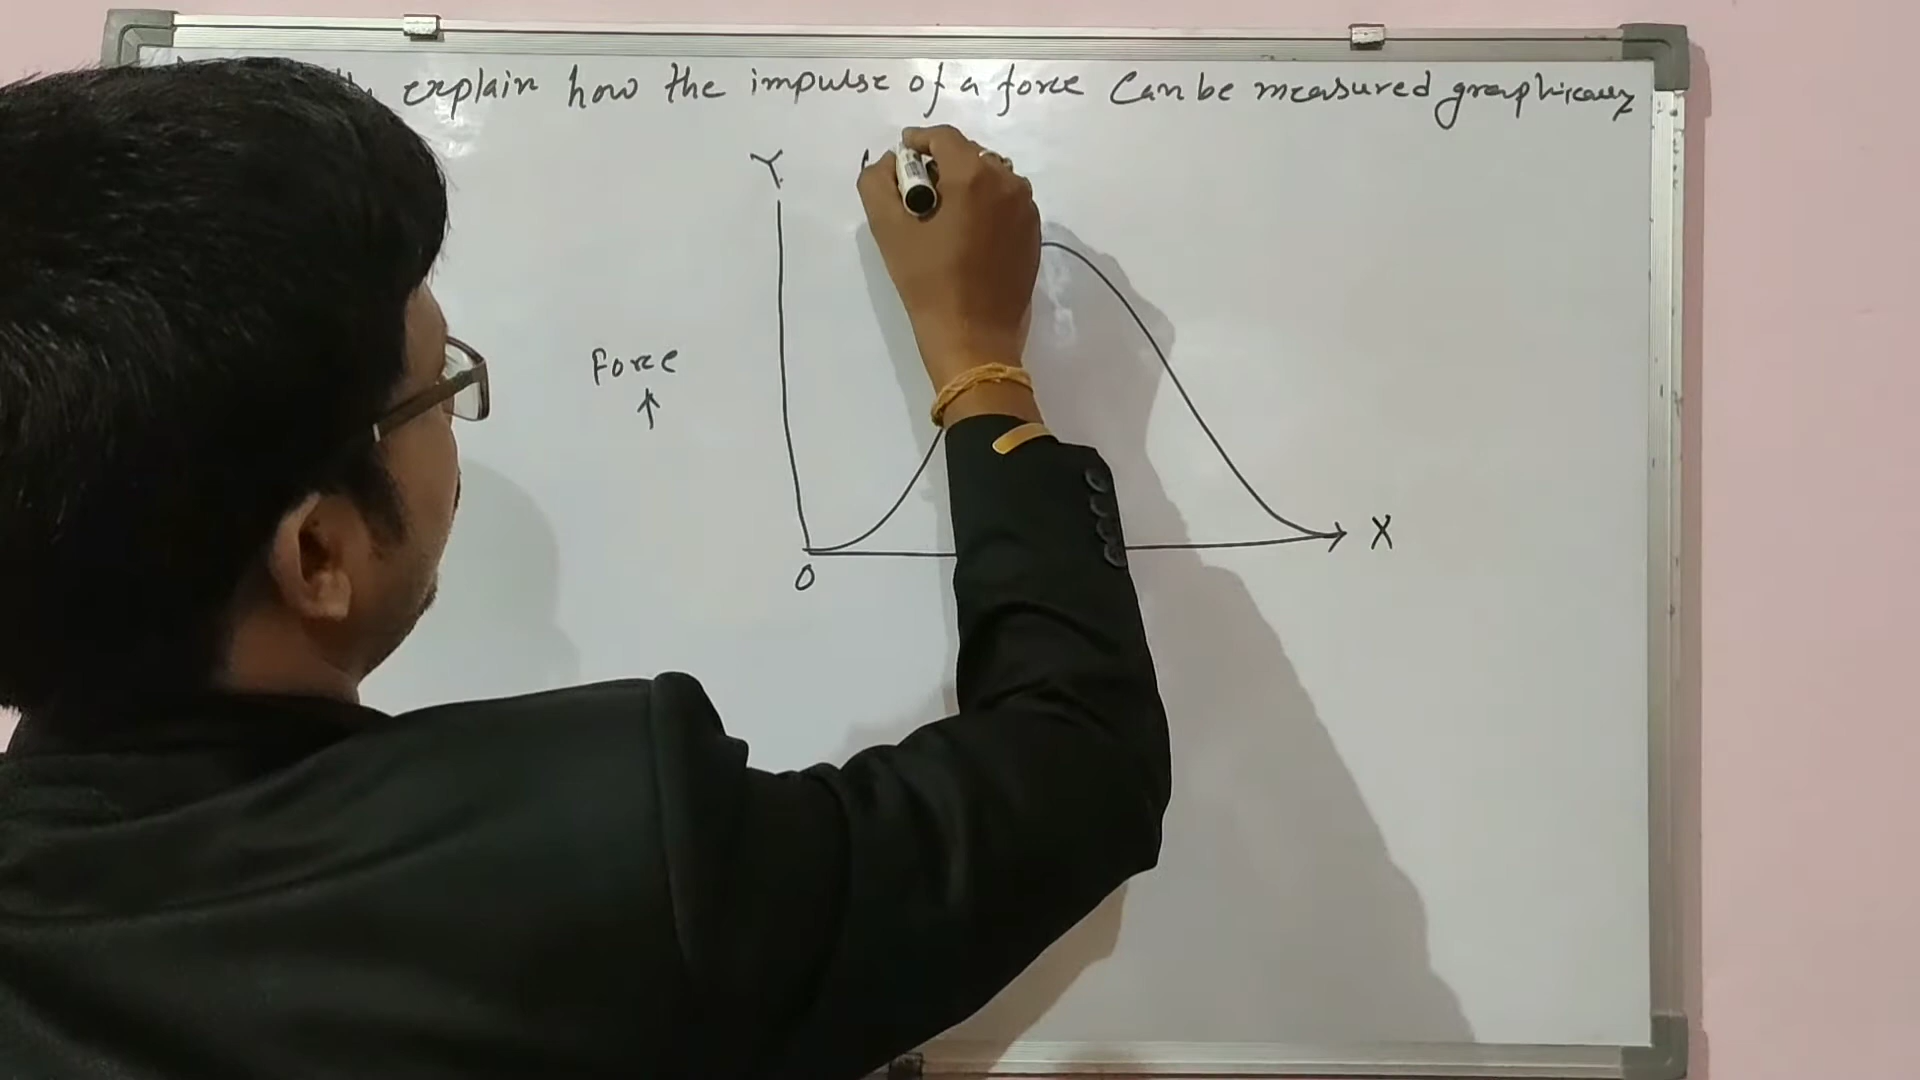 explain how the impulse of a force can be measured graphically
Y
Force
↑
X
O